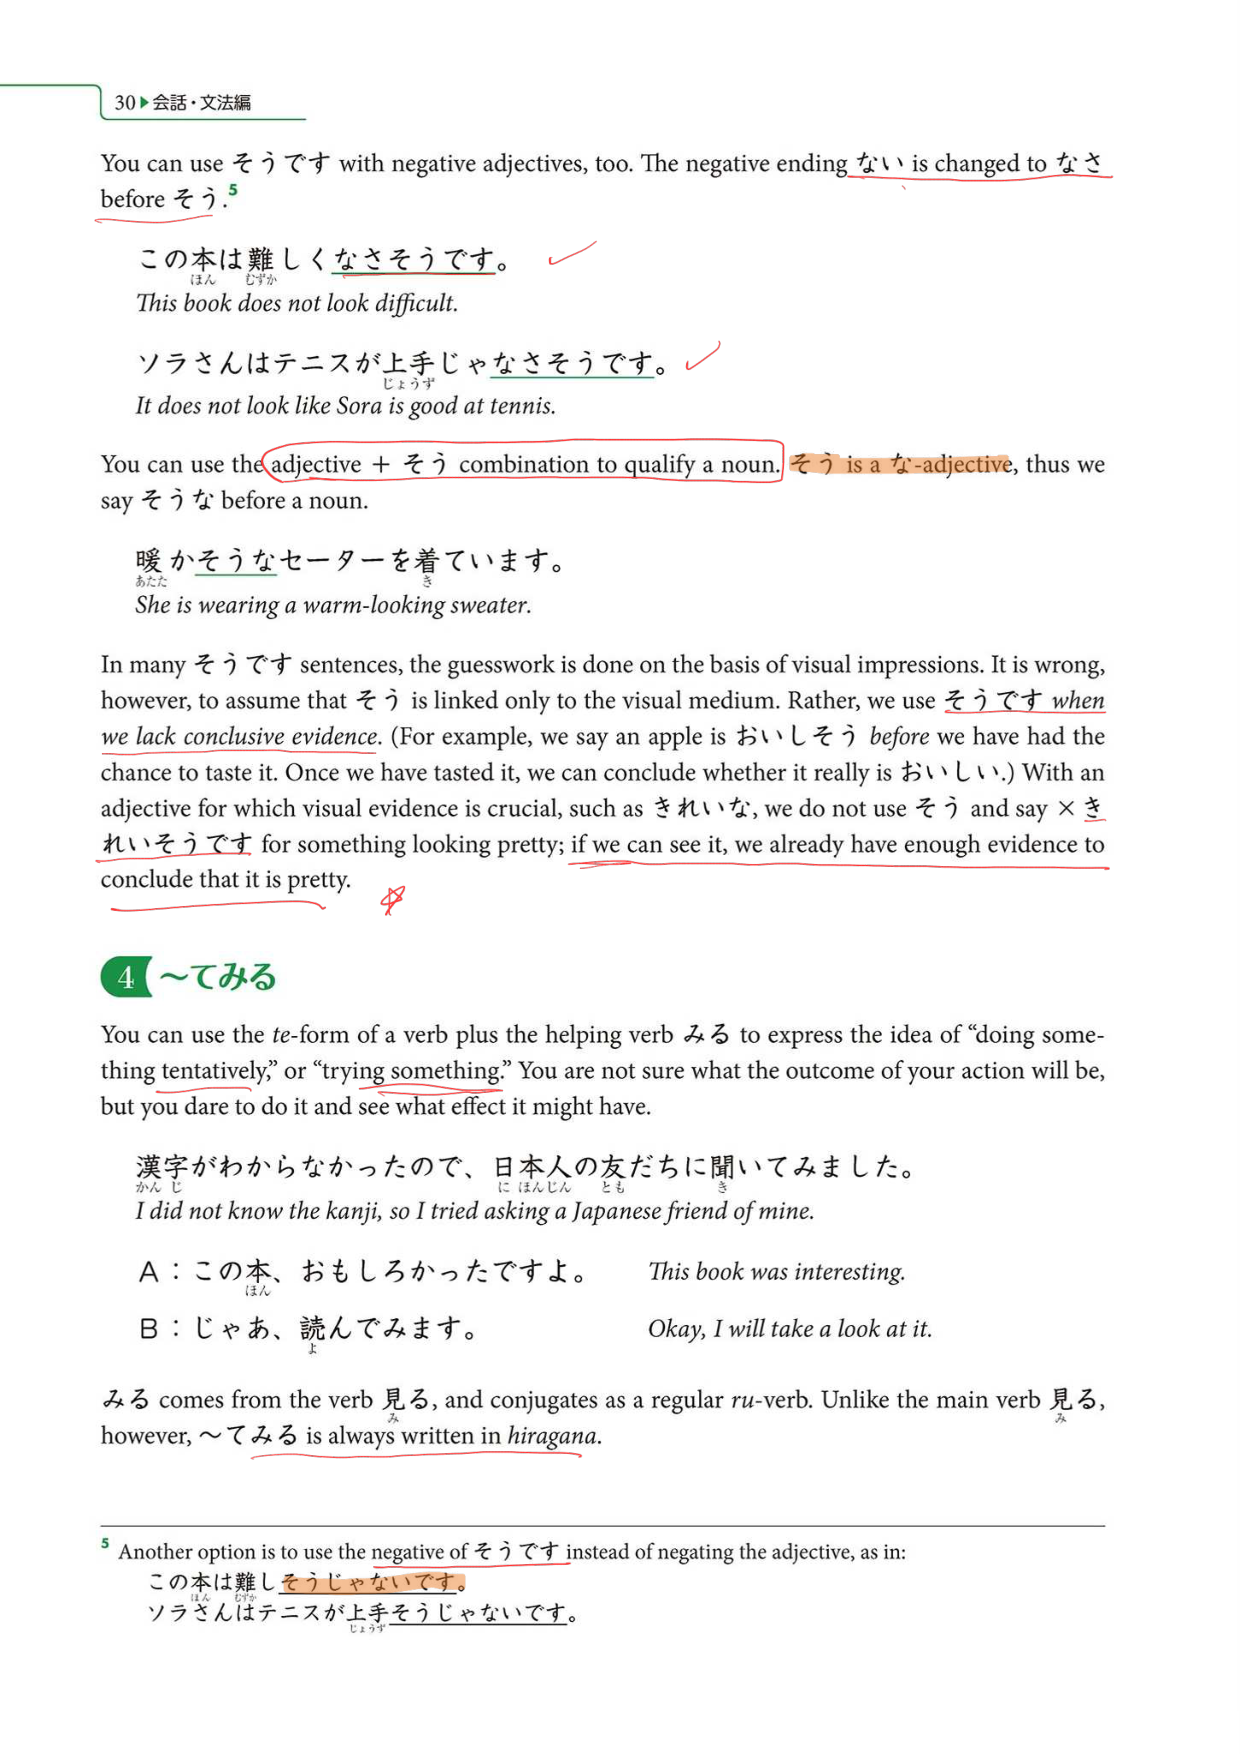 30▶会話・文法編
You can use そうです with negative adjectives, too. The negative ending ない is changed to なさ
before そう.5
この本は難しくなさそうです。
ほん むずか
This book does not look difficult.
ソラさんはテニスが上手じゃなさそうです。
じょうず
It does not look like Sora is good at tennis.
You can use the adjective + そう combination to qualify a noun. そう is a な-adjective, thus we
say そうな before a noun.
暖かそうなセーターを着ています。
あたた き
She is wearing a warm-looking sweater.
In many そうです sentences, the guesswork is done on the basis of visual impressions. It is wrong,
however, to assume that そう is linked only to the visual medium. Rather, we use そうです when
we lack conclusive evidence. (For example, we say an apple is おいしそう before we have had the
chance to taste it. Once we have tasted it, we can conclude whether it really is おいしい.) With an
adjective for which visual evidence is crucial, such as きれいな, we do not use そう and say ×き
れいそうです for something looking pretty; if we can see it, we already have enough evidence to
conclude that it is pretty.
4 〜てみる
You can use the te-form of a verb plus the helping verb みる to express the idea of “doing some-
thing tentatively,” or “trying something.” You are not sure what the outcome of your action will be,
but you dare to do it and see what effect it might have.
漢字がわからなかったので、日本人の友だちに聞いてみました。
かん じ に ほんじん とも き
I did not know the kanji, so I tried asking a Japanese friend of mine.
A：この本、おもしろかったですよ。 This book was interesting.
ほん
B：じゃあ、読んでみます。 Okay, I will take a look at it.
よ
みる comes from the verb 見る, and conjugates as a regular ru-verb. Unlike the main verb 見る,
み み
however, 〜てみる is always written in hiragana.
5 Another option is to use the negative of そうです instead of negating the adjective, as in:
この本は難しそうじゃないです。
ほん むずか
ソラさんはテニスが上手そうじゃないです。
じょうず